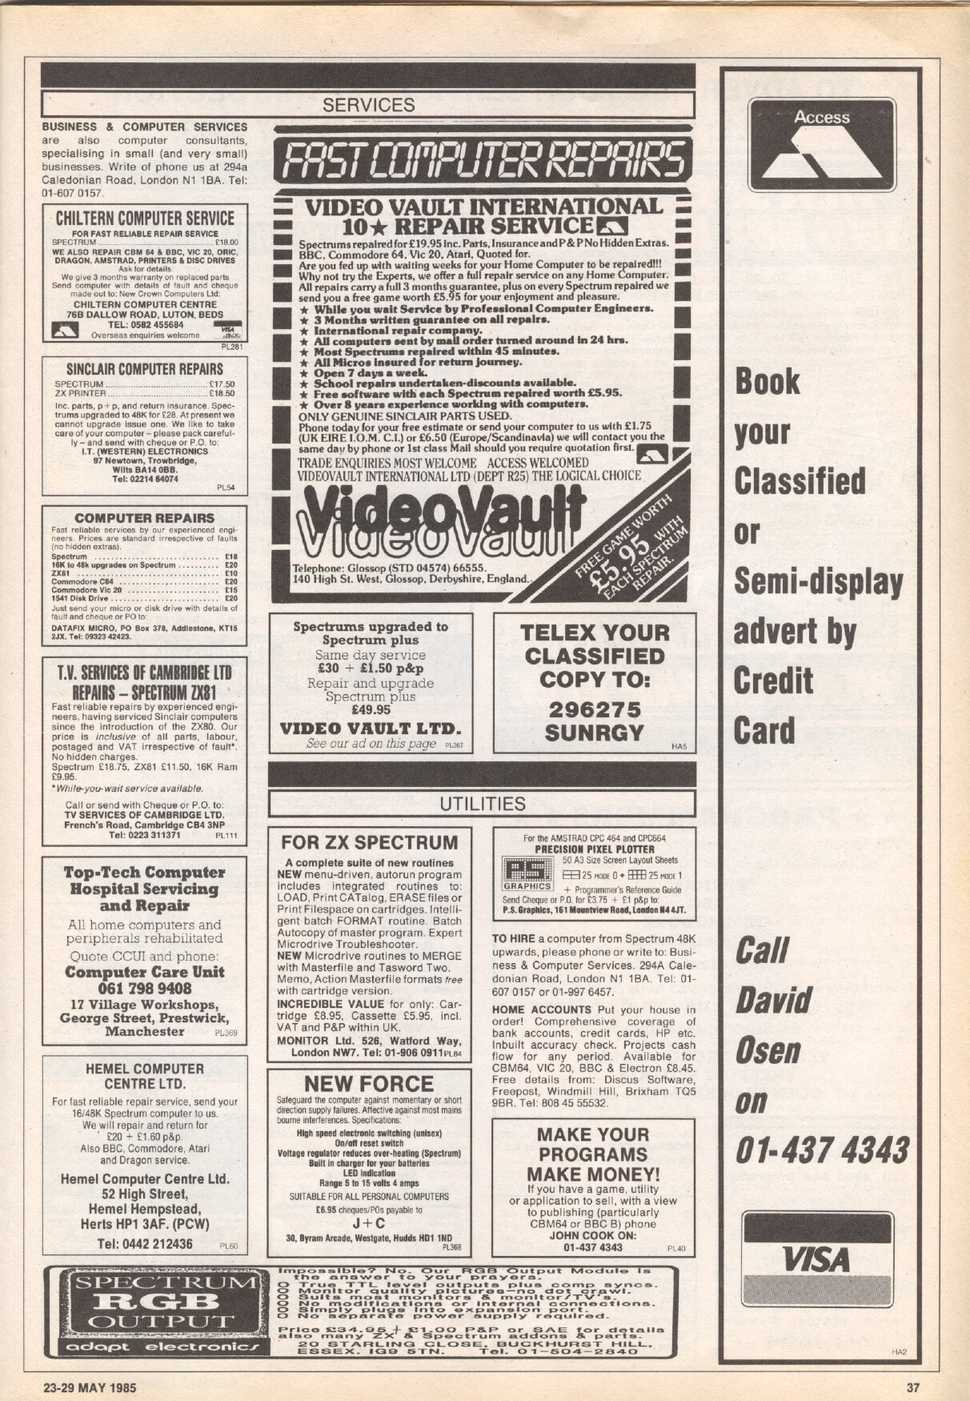 SERVICES
BUSINESS & COMPUTER SERVICES
are also computer consultants,
specialising in small (and very small)
businesses. Write of phone us at 294a
Caledonian Road, London N1 1BA. Tel:
01-607 0157.
CHILTERN COMPUTER SERVICE
FOR FAST RELIABLE REPAIR SERVICE
SPECTRUM ... £18.00
WE ALSO REPAIR CBM 64 & BBC, VIC 20, ORIC,
DRAGON, AMSTRAD, PRINTERS & DISC DRIVES
Ask for details
We give 3 months warranty on replaced parts
Send computer with details of fault and cheque
made out to: New Crown Computers Ltd:
CHILTERN COMPUTER CENTRE
76B DALLOW ROAD, LUTON, BEDS
TEL: 0582 455684
Overseas enquiries welcome
VISA
PL281
SINCLAIR COMPUTER REPAIRS
SPECTRUM ... £17.50
ZX PRINTER ... £18.50
Inc. parts, p+p, and return insurance. Spec-
trums upgraded to 48K for £28. At present we
cannot upgrade issue one. We like to take
care of your computer – please pack careful-
ly – and send with cheque or P.O. to:
I.T. (WESTERN) ELECTRONICS
97 Newtown, Trowbridge,
Wilts BA14 0BB.
Tel: 02214 64074
PL54
COMPUTER REPAIRS
Fast reliable services by our experienced engi-
neers. Prices are standard irrespective of faults
(no hidden extras).
Spectrum ... £18
16K to 48k upgrades on Spectrum ... £20
ZX81 ... £10
Commodore C64 ... £20
Commodore Vic 20 ... £15
1541 Disk Drive ... £20
Just send your micro or disk drive with details of
fault and cheque or PO to:
DATAFIX MICRO, PO Box 378, Addlestone, KT15
2JX. Tel: 09323 42423.
T.V. SERVICES OF CAMBRIDGE LTD
REPAIRS – SPECTRUM ZX81
Fast reliable repairs by experienced engi-
neers, having serviced Sinclair computers
since the introduction of the ZX80. Our
price is inclusive of all parts, labour,
postaged and VAT irrespective of fault*.
No hidden charges.
Spectrum £18.75, ZX81 £11.50, 16K Ram
£9.95.
*While-you-wait service available.
Call or send with Cheque or P.O. to:
TV SERVICES OF CAMBRIDGE LTD.
French's Road, Cambridge CB4 3NP
Tel: 0223 311371
PL111
Top-Tech Computer
Hospital Servicing
and Repair
All home computers and
peripherals rehabilitated
Quote CCUI and phone:
Computer Care Unit
061 798 9408
17 Village Workshops,
George Street, Prestwick,
Manchester
PL369
HEMEL COMPUTER
CENTRE LTD.
For fast reliable repair service, send your
16/48K Spectrum computer to us.
We will repair and return for
£20 + £1.60 p&p.
Also BBC, Commodore, Atari
and Dragon service.
Hemel Computer Centre Ltd.
52 High Street,
Hemel Hempstead,
Herts HP1 3AF. (PCW)
Tel: 0442 212436
PL60
FAST COMPUTER REPAIRS
VIDEO VAULT INTERNATIONAL
10★ REPAIR SERVICE
Spectrums repaired for £19.95 Inc. Parts, Insurance and P & P No Hidden Extras.
BBC, Commodore 64, Vic 20, Atari, Quoted for.
Are you fed up with waiting weeks for your Home Computer to be repaired!!!
Why not try the Experts, we offer a full repair service on any Home Computer.
All repairs carry a full 3 months guarantee, plus on every Spectrum repaired we
send you a free game worth £5.95 for your enjoyment and pleasure.
★ While you wait Service by Professional Computer Engineers.
★ 3 Months written guarantee on all repairs.
★ International repair company.
★ All computers sent by mail order turned around in 24 hrs.
★ Most Spectrums repaired within 45 minutes.
★ All Micros insured for return journey.
★ Open 7 days a week.
★ School repairs undertaken-discounts available.
★ Free software with each Spectrum repaired worth £5.95.
★ Over 8 years experience working with computers.
ONLY GENUINE SINCLAIR PARTS USED.
Phone today for your free estimate or send your computer to us with £1.75
(UK EIRE I.O.M. C.I.) or £6.50 (Europe/Scandinavia) we will contact you the
same day by phone or 1st class Mail should you require quotation first.
TRADE ENQUIRIES MOST WELCOME ACCESS WELCOMED
VIDEOVAULT INTERNATIONAL LTD (DEPT R25) THE LOGICAL CHOICE
VideoVault
VideoVault
FREE GAME WORTH
£5.95 WITH
EACH SPECTRUM
REPAIR.
Telephone: Glossop (STD 04574) 66555.
140 High St. West, Glossop, Derbyshire, England.
Spectrums upgraded to
Spectrum plus
Same day service
£30 + £1.50 p&p
Repair and upgrade
Spectrum plus
£49.95
VIDEO VAULT LTD.
See our ad on this page
PL367
TELEX YOUR
CLASSIFIED
COPY TO:
296275
SUNRGY
HA5
UTILITIES
FOR ZX SPECTRUM
A complete suite of new routines
NEW menu-driven, autorun program
includes integrated routines to:
LOAD, Print CATalog, ERASE files or
Print Filespace on cartridges. Intelli-
gent batch FORMAT routine. Batch
Autocopy of master program. Expert
Microdrive Troubleshooter.
NEW Microdrive routines to MERGE
with Masterfile and Tasword Two.
Memo, Action Masterfile formats free
with cartridge version.
INCREDIBLE VALUE for only: Car-
tridge £8.95, Cassette £5.95, incl.
VAT and P&P within UK.
MONITOR Ltd. 526, Watford Way,
London NW7. Tel: 01-906 0911 PL84
NEW FORCE
Safeguard the computer against momentary or short
direction supply failures. Affective against most mains
bourne interferences. Specifications:
High speed electronic switching (unisex)
On/off reset switch
Voltage regulator reduces over-heating (Spectrum)
Built in charger for your batteries
LED indication
Range 5 to 15 volts 4 amps
SUITABLE FOR ALL PERSONAL COMPUTERS
£6.95 cheques/POs payable to
J+C
30, Byram Arcade, Westgate, Hudds HD1 1ND
PL368
For the AMSTRAD CPC 464 and CPC664
PRECISION PIXEL PLOTTER
50 A3 Size Screen Layout Sheets
25 MODE 0 + 25 MODE 1
PS
GRAPHICS
+ Programmer's Reference Guide
Send Cheque or P.O. for £3.75 + £1 p&p to:
P.S. Graphics, 161 Mountview Road, London N4 4JT.
TO HIRE a computer from Spectrum 48K
upwards, please phone or write to: Busi-
ness & Computer Services. 294A Cale-
donian Road, London N1 1BA. Tel: 01-
607 0157 or 01-997 6457.
HOME ACCOUNTS Put your house in
order! Comprehensive coverage of
bank accounts, credit cards, HP etc.
Inbuilt accuracy check. Projects cash
flow for any period. Available for
CBM64, VIC 20, BBC & Electron £8.45.
Free details from: Discus Software,
Freepost, Windmill Hill, Brixham TQ5
9BR. Tel: 808 45 55532.
MAKE YOUR
PROGRAMS
MAKE MONEY!
If you have a game, utility
or application to sell, with a view
to publishing (particularly
CBM64 or BBC B) phone
JOHN COOK ON:
01-437 4343
PL40
SPECTRUM
RGB
OUTPUT
adapt electronics
Impossible? No. Our RGB Output Module is
the answer to your prayers.
O True TTL level outputs plus comp syncs.
O Monitor quality pictures-no dot crawl.
O Suits most monitors & monitor/TV's.
O No modifications or internal connections.
O Simply plugs into expansion port.
O No separate power supply required.
Price £34.95 + £1.00 P&P or SAE for details
also many ZX & Spectrum addons & parts.
20 STARLING CLOSE, BUCKHURST HILL,
ESSEX. IG9 5TN. Tel. 01-504-2840
Access
Book
your
Classified
or
Semi-display
advert by
Credit
Card
Call
David
Osen
on
01-437 4343
VISA
HA2
23-29 MAY 1985
37